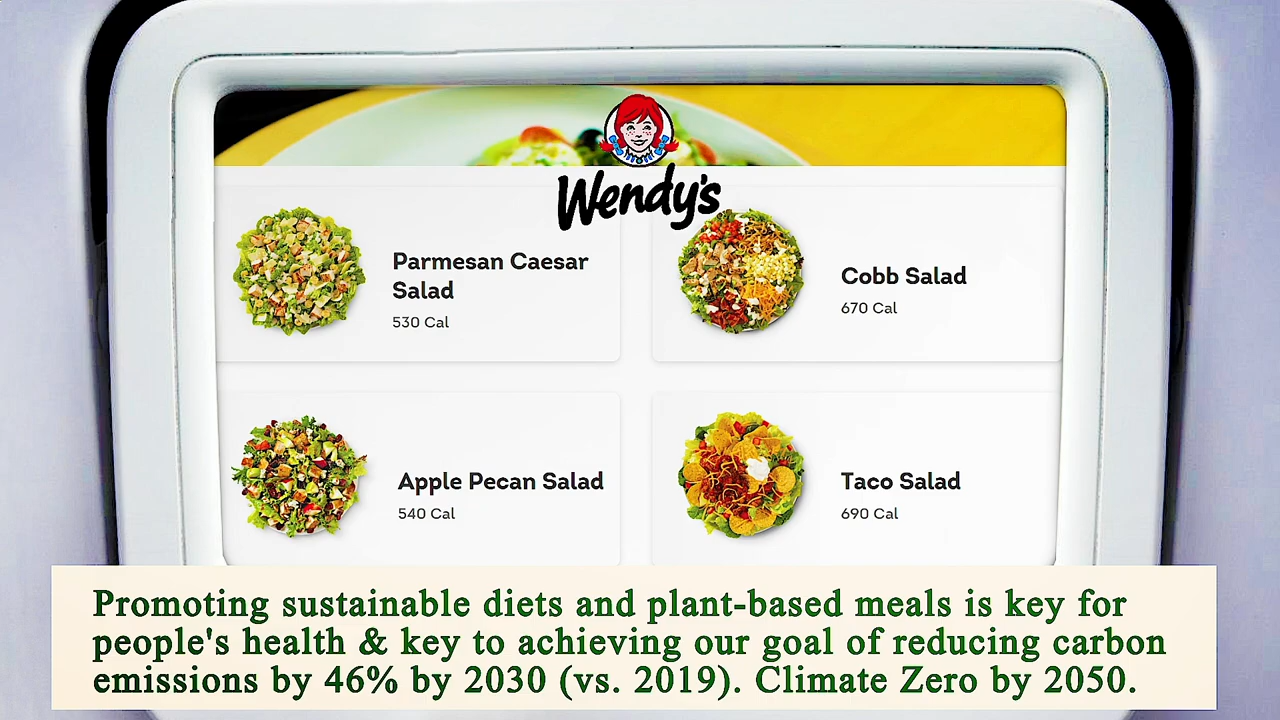 Wendy's
Parmesan Caesar
Salad
530 Cal
Cobb Salad
670 Cal
Apple Pecan Salad
540 Cal
Taco Salad
690 Cal
Promoting sustainable diets and plant-based meals is key for
people's health & key to achieving our goal of reducing carbon
emissions by 46% by 2030 (vs. 2019). Climate Zero by 2050.